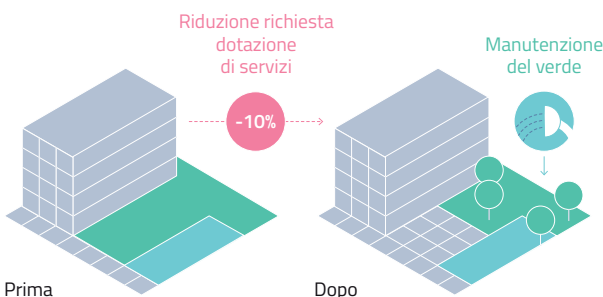 Riduzione richiesta
dotazione
di servizi
-10%
Manutenzione
del verde
Prima
Dopo